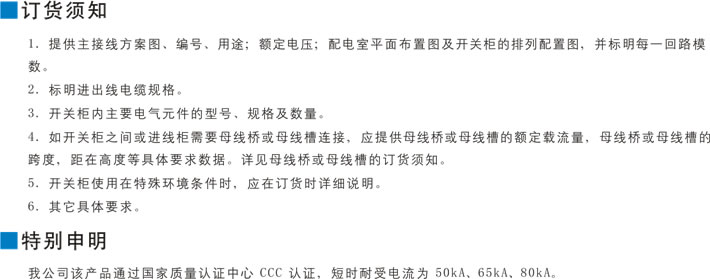 订货须知
1. 提供主接线方案图、编号、用途；额定电压；配电室平面布置图及开关柜的排列配置图，并标明每一回路模
数。
2. 标明进出线电缆规格。
3. 开关柜内主要电气元件的型号、规格及数量。
4. 如开关柜之间或进线柜需要母线桥或母线槽连接，应提供母线桥或母线槽的额定载流量，母线桥或母线槽的
跨度，距在高度等具体要求数据。详见母线桥或母线槽的订货须知。
5. 开关柜使用在特殊环境条件时，应在订货时详细说明。
6. 其它具体要求。
特别申明
我公司该产品通过国家质量认证中心 CCC 认证，短时耐受电流为 50kA、65kA、80kA。